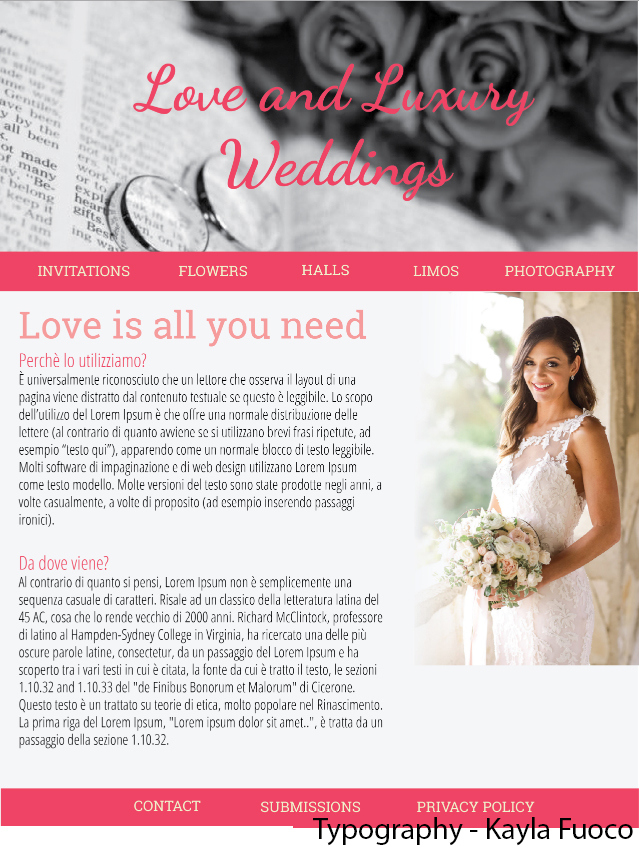 Love and Luxury
Weddings
INVITATIONS FLOWERS HALLS LIMOS PHOTOGRAPHY
Love is all you need
Perchè lo utilizziamo?
È universalmente riconosciuto che un lettore che osserva il layout di una
pagina viene distratto dal contenuto testuale se questo è leggibile. Lo scopo
dell’utilizzo del Lorem Ipsum è che offre una normale distribuzione delle
lettere (al contrario di quanto avviene se si utilizzano brevi frasi ripetute, ad
esempio “testo qui”), apparendo come un normale blocco di testo leggibile.
Molti software di impaginazione e di web design utilizzano Lorem Ipsum
come testo modello. Molte versioni del testo sono state prodotte negli anni, a
volte casualmente, a volte di proposito (ad esempio inserendo passaggi
ironici).
Da dove viene?
Al contrario di quanto si pensi, Lorem Ipsum non è semplicemente una
sequenza casuale di caratteri. Risale ad un classico della letteratura latina del
45 AC, cosa che lo rende vecchio di 2000 anni. Richard McClintock, professore
di latino al Hampden-Sydney College in Virginia, ha ricercato una delle più
oscure parole latine, consectetur, da un passaggio del Lorem Ipsum e ha
scoperto tra i vari testi in cui è citata, la fonte da cui è tratto il testo, le sezioni
1.10.32 and 1.10.33 del "de Finibus Bonorum et Malorum" di Cicerone.
Questo testo è un trattato su teorie di etica, molto popolare nel Rinascimento.
La prima riga del Lorem Ipsum, "Lorem ipsum dolor sit amet..", è tratta da un
passaggio della sezione 1.10.32.
CONTACT SUBMISSIONS PRIVACY POLICY
Typography - Kayla Fuoco